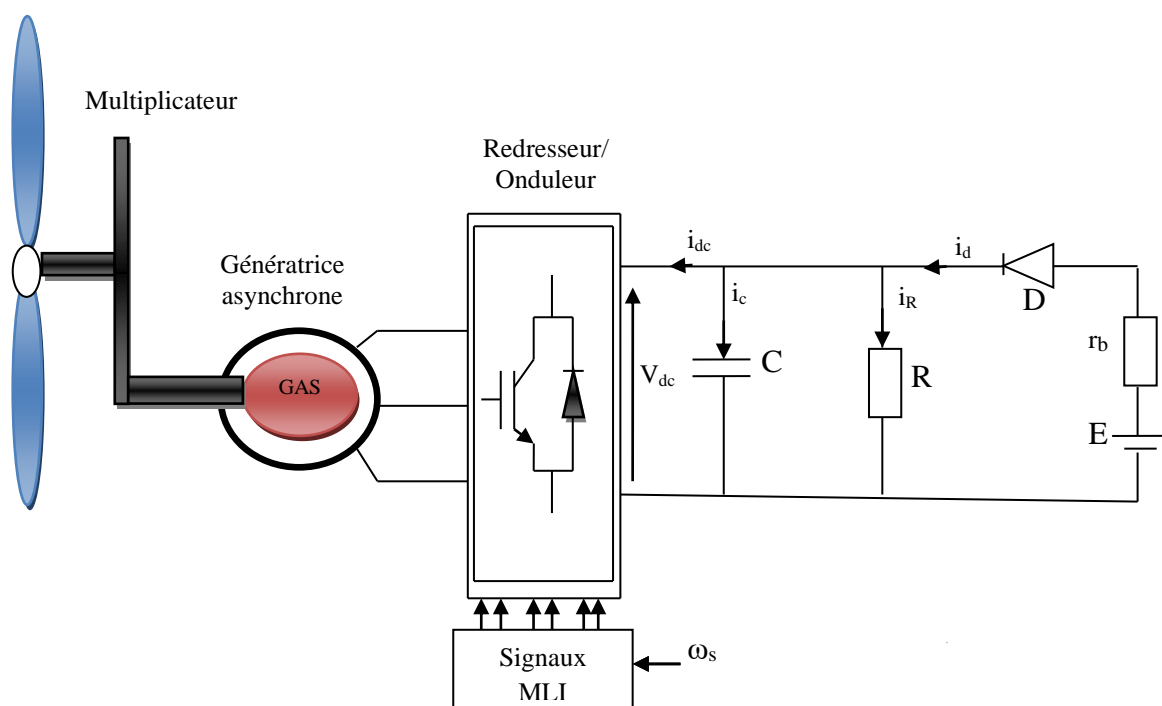 Multiplicateur
Redresseur/
Onduleur
Génératrice
asynchrone
GAS
i_dc
i_d
D
i_c
i_R
r_b
V_dc
C
R
E
Signaux
MLI
ω_s